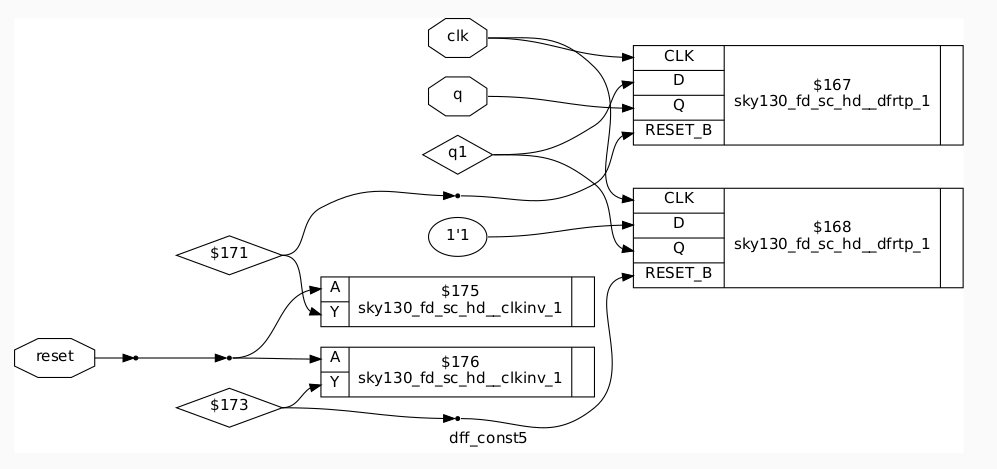 clk
q
q1
1'1
$171
reset
$173
CLK
D
Q
RESET_B
$167
sky130_fd_sc_hd__dfrtp_1
CLK
D
Q
RESET_B
$168
sky130_fd_sc_hd__dfrtp_1
A
Y
$175
sky130_fd_sc_hd__clkinv_1
A
Y
$176
sky130_fd_sc_hd__clkinv_1
dff_const5